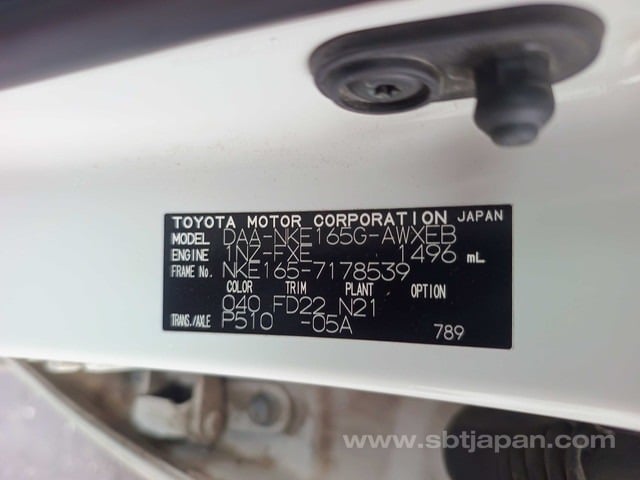 TOYOTA MOTOR CORPORATION JAPAN
MODEL DAA-NKE165G-AWXEB
ENGINE 1NZ-FXE 1496 mL
FRAME No. NKE165-7178539
COLOR TRIM PLANT OPTION
040 FD22 N21
TRANS./AXLE P510 -05A 789
www.sbtjapan.com